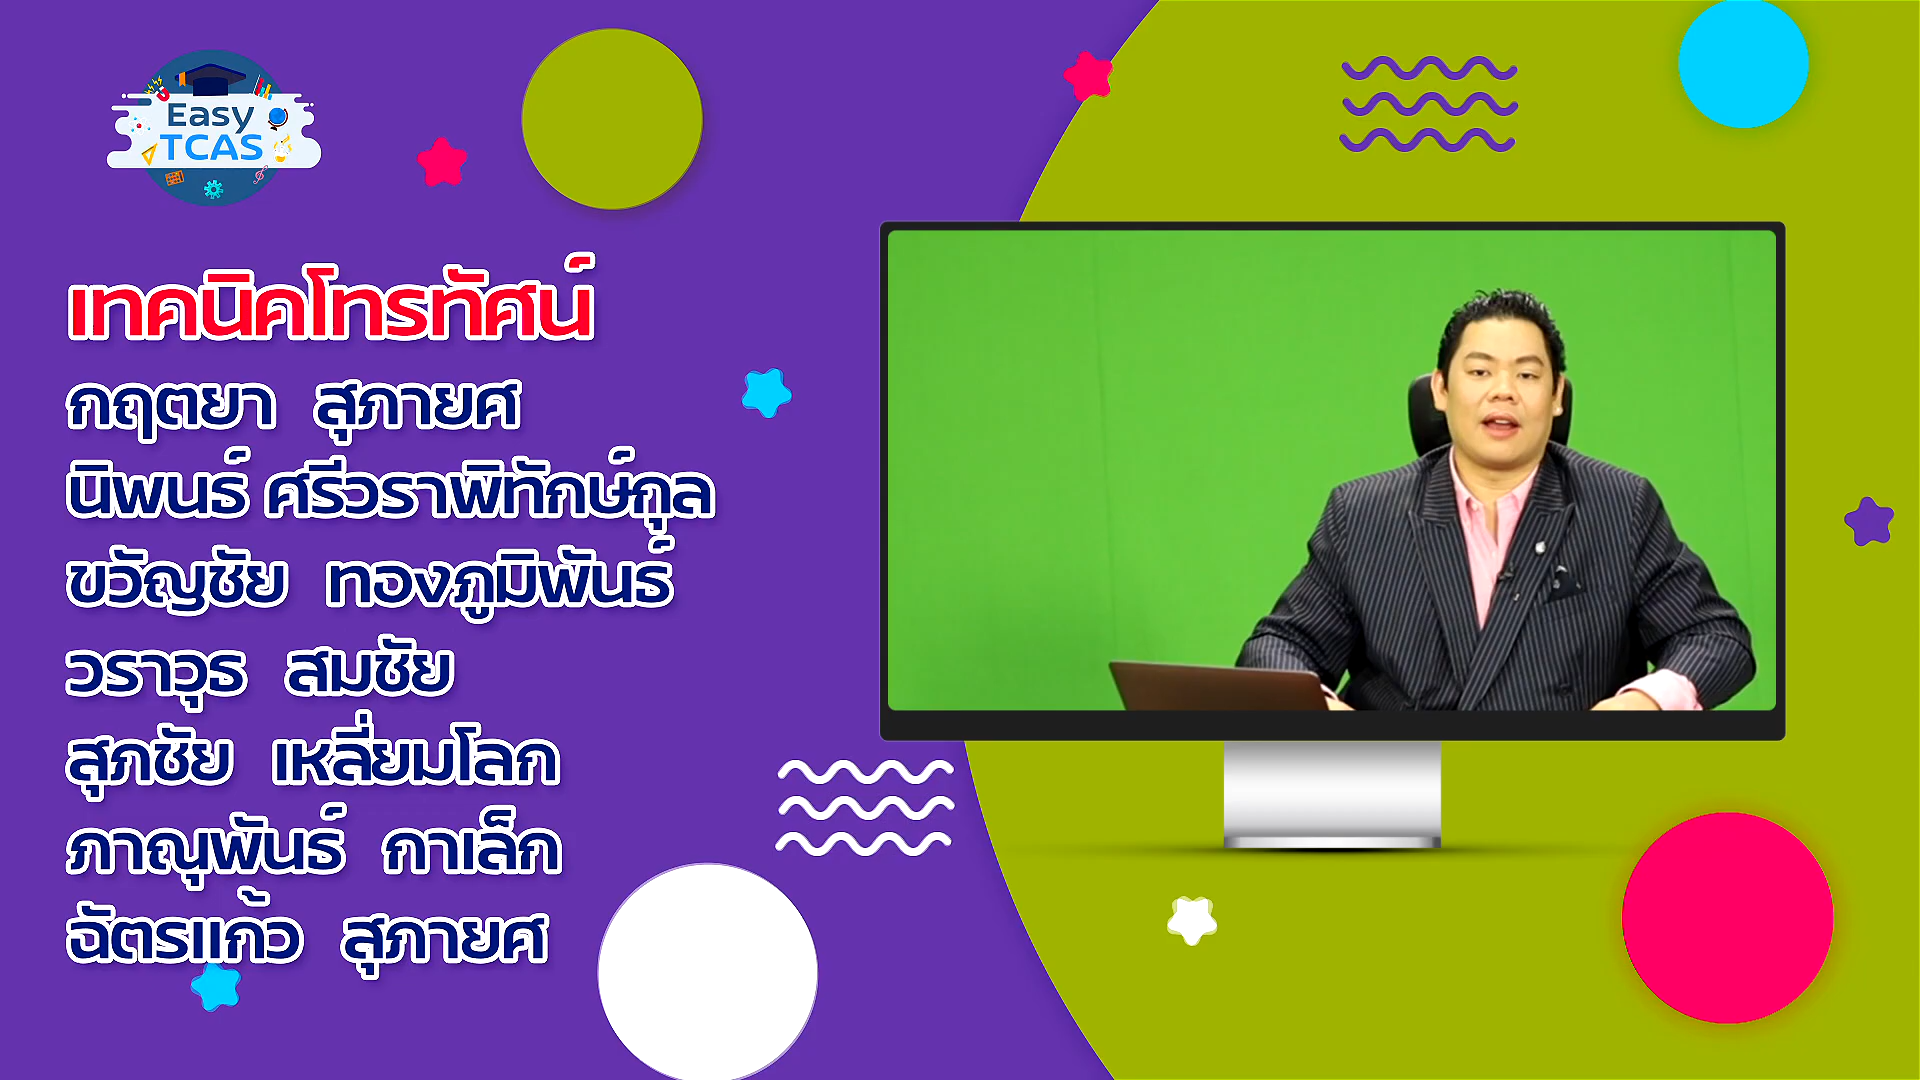 Easy
TCAS
เทคนิคโทรทัศน์
กฤตยา สุภายศ
นิพนธ์ ศรีวราพิทักษ์กุล
ขวัญชัย ทองภูมิพันธ์
วราวุธ สมชัย
สุภชัย เหลี่ยมโลก
ภาณุพันธ์ กาเล็ก
ฉัตรแก้ว สุภายศ